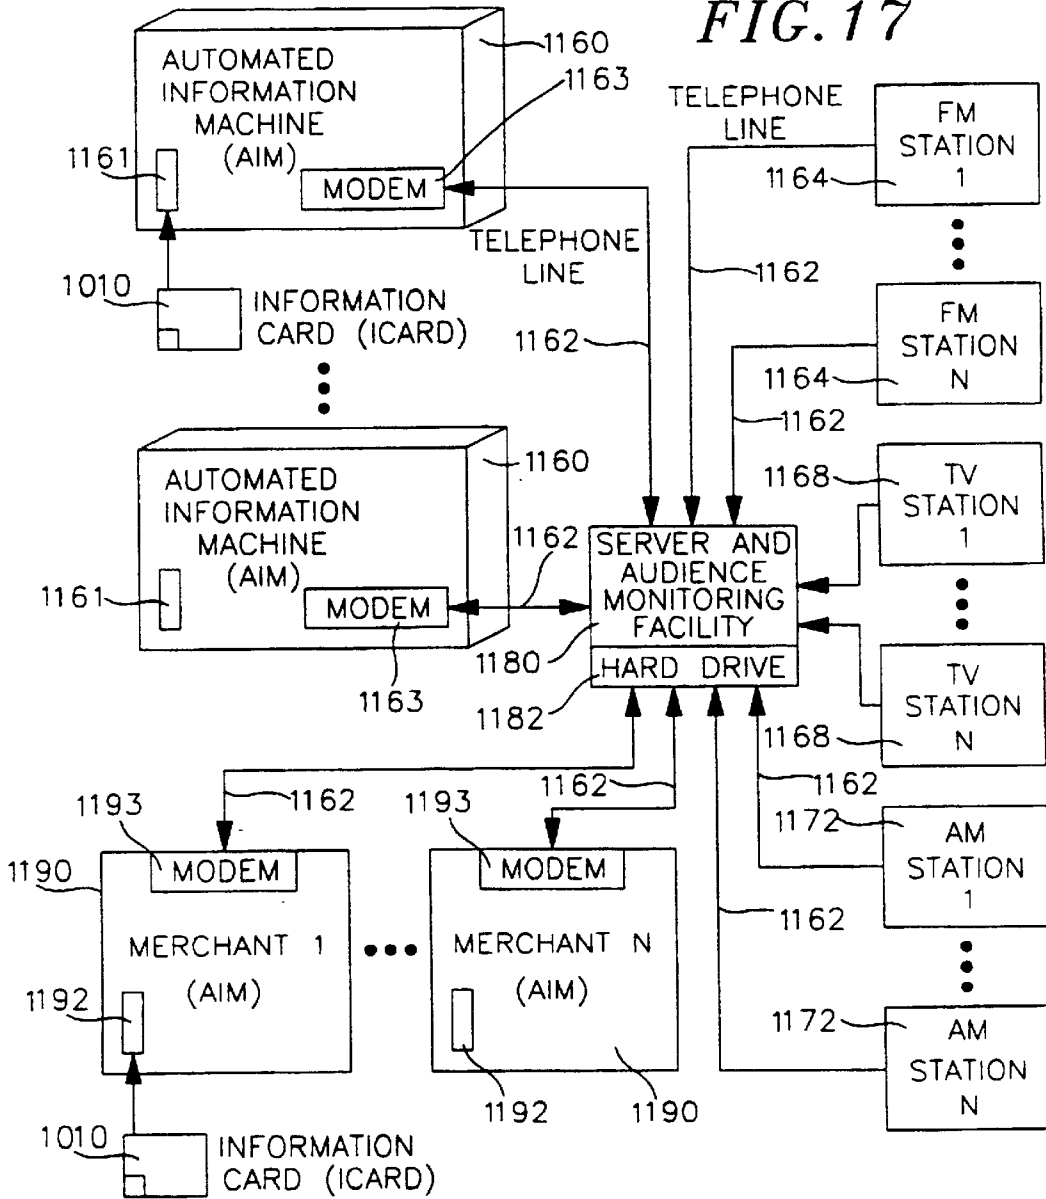 FIG. 17
AUTOMATED
INFORMATION
MACHINE
(AIM)
1160
1163
1161
MODEM
TELEPHONE
LINE
1010
INFORMATION
CARD (ICARD)
1162
TELEPHONE
LINE
FM
STATION
1
1164
1162
FM
STATION
N
1164
1162
AUTOMATED
INFORMATION
MACHINE
(AIM)
1160
1162
1161
MODEM
1163
SERVER AND
AUDIENCE
MONITORING
FACILITY
1180
HARD DRIVE
1182
1168
TV
STATION
1
TV
STATION
N
1168
1162
1162
1162
1193
MODEM
1190
MERCHANT 1
(AIM)
1192
1010
INFORMATION
CARD (ICARD)
1193
MODEM
MERCHANT N
(AIM)
1192
1190
1172
AM
STATION
1
1162
1172
AM
STATION
N